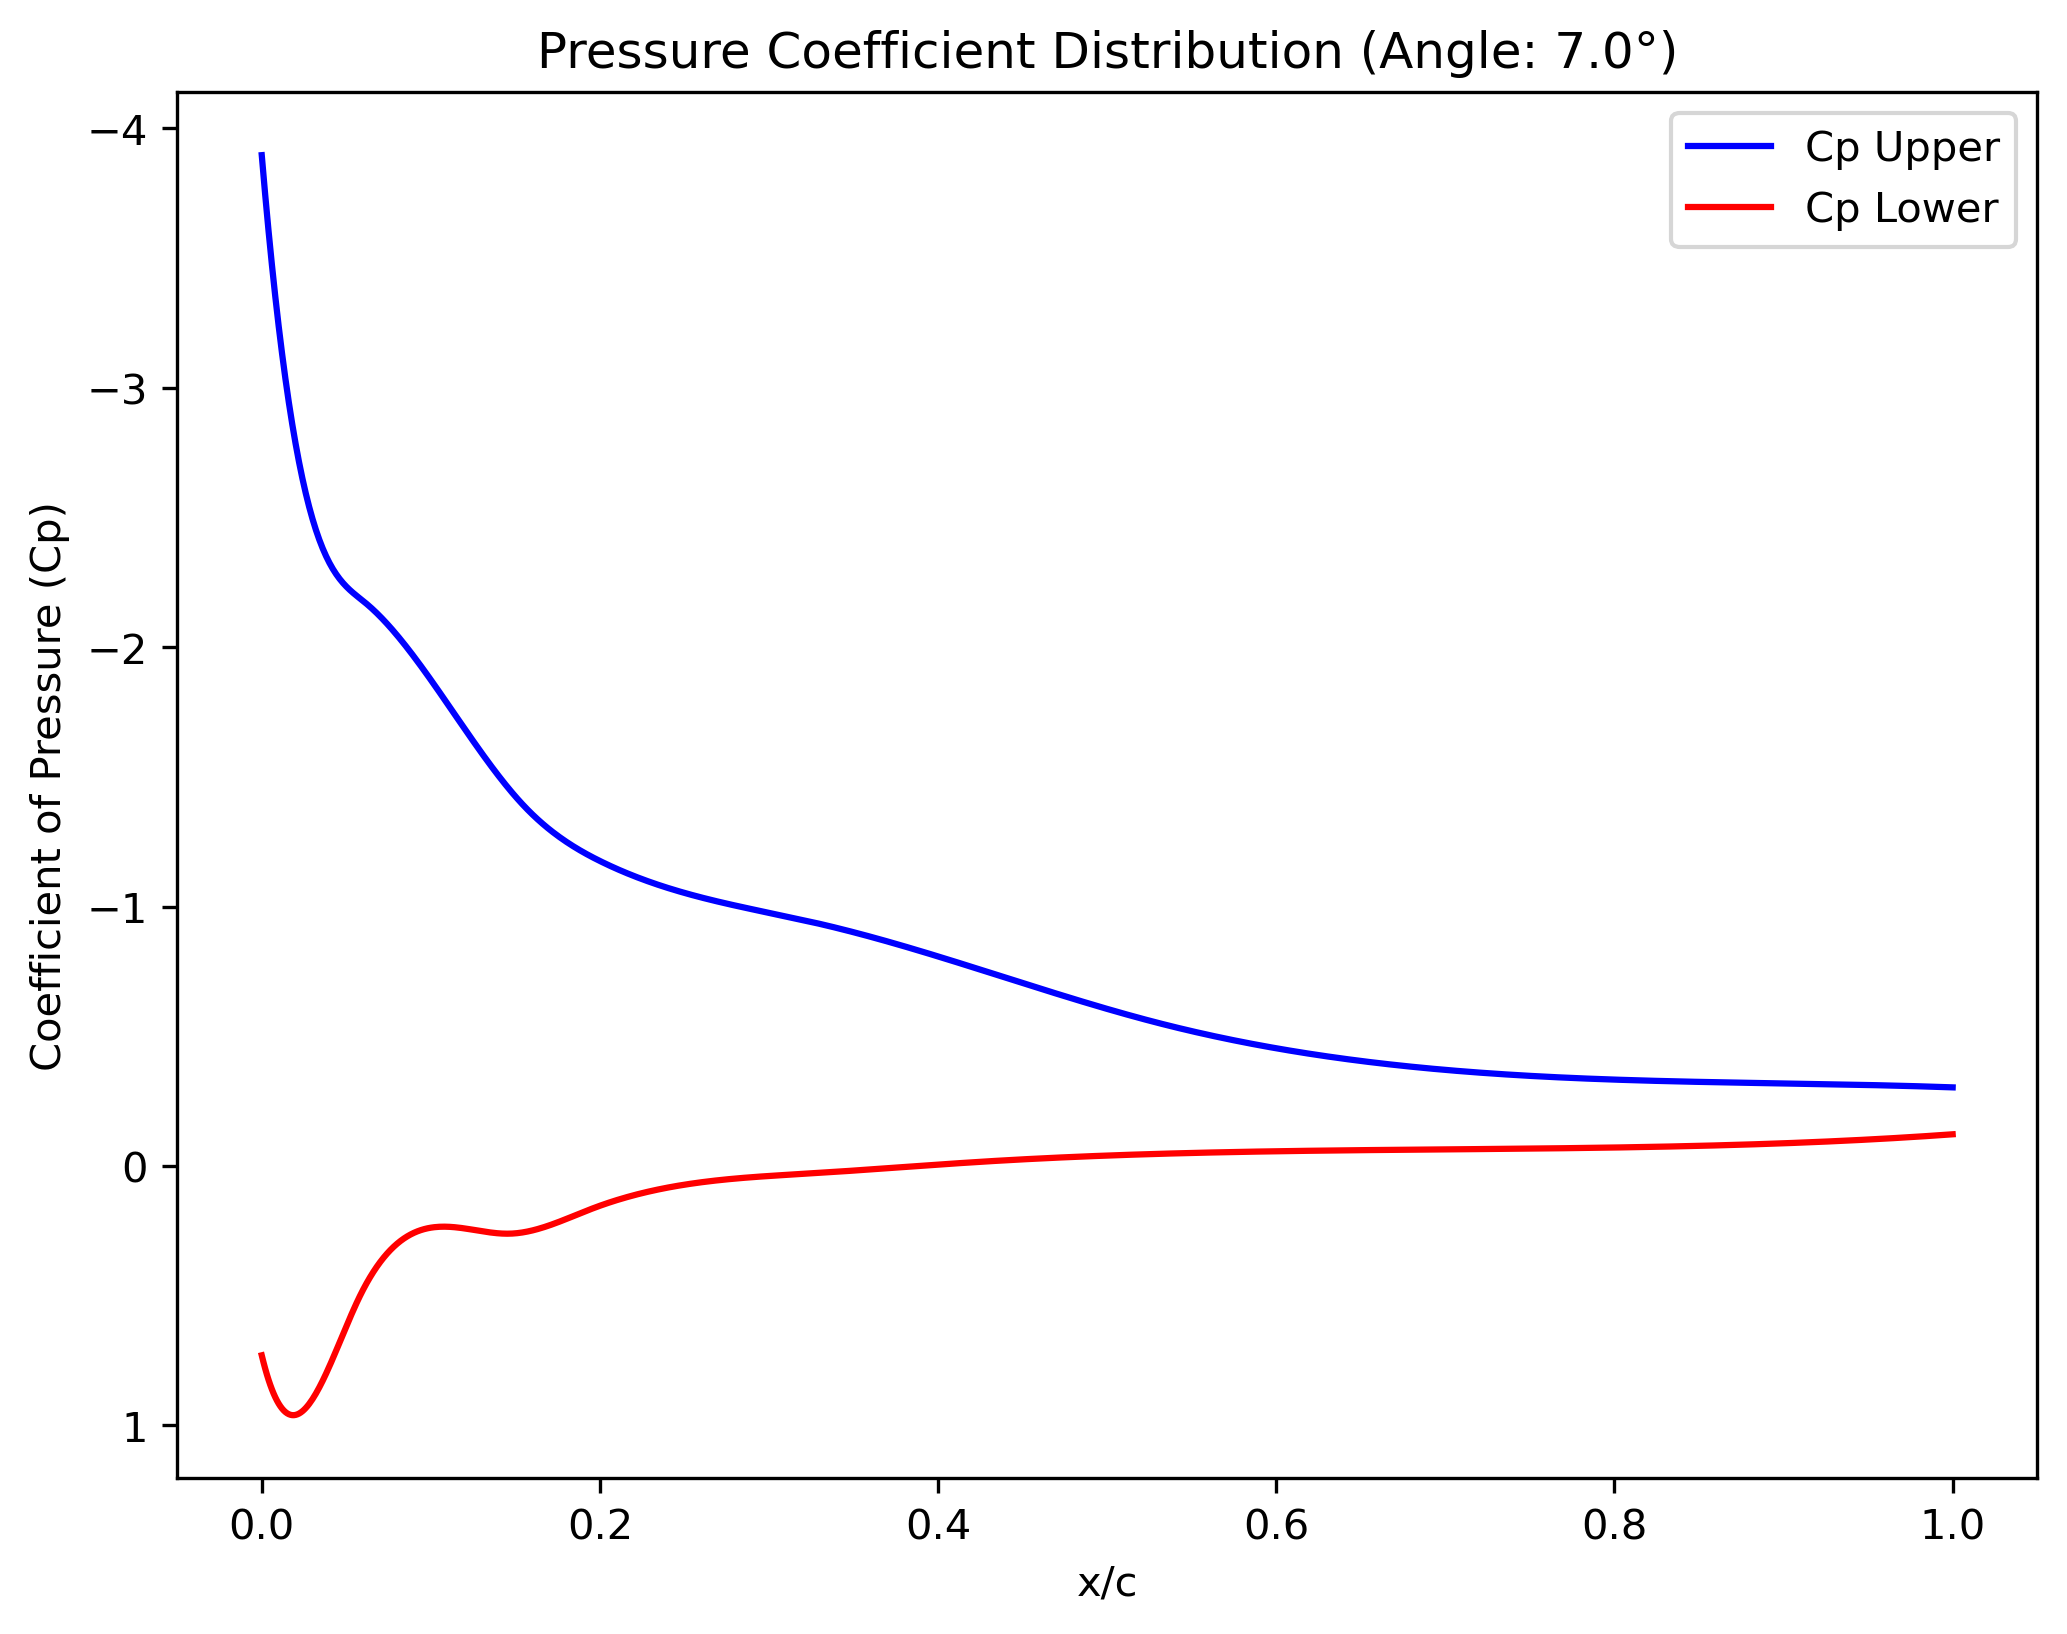 Pressure Coefficient Distribution (Angle: 7.0°)
Cp Upper
Cp Lower
Coefficient of Pressure (Cp)
−4
−3
−2
−1
0
1
0.0 0.2 0.4 0.6 0.8 1.0
x/c